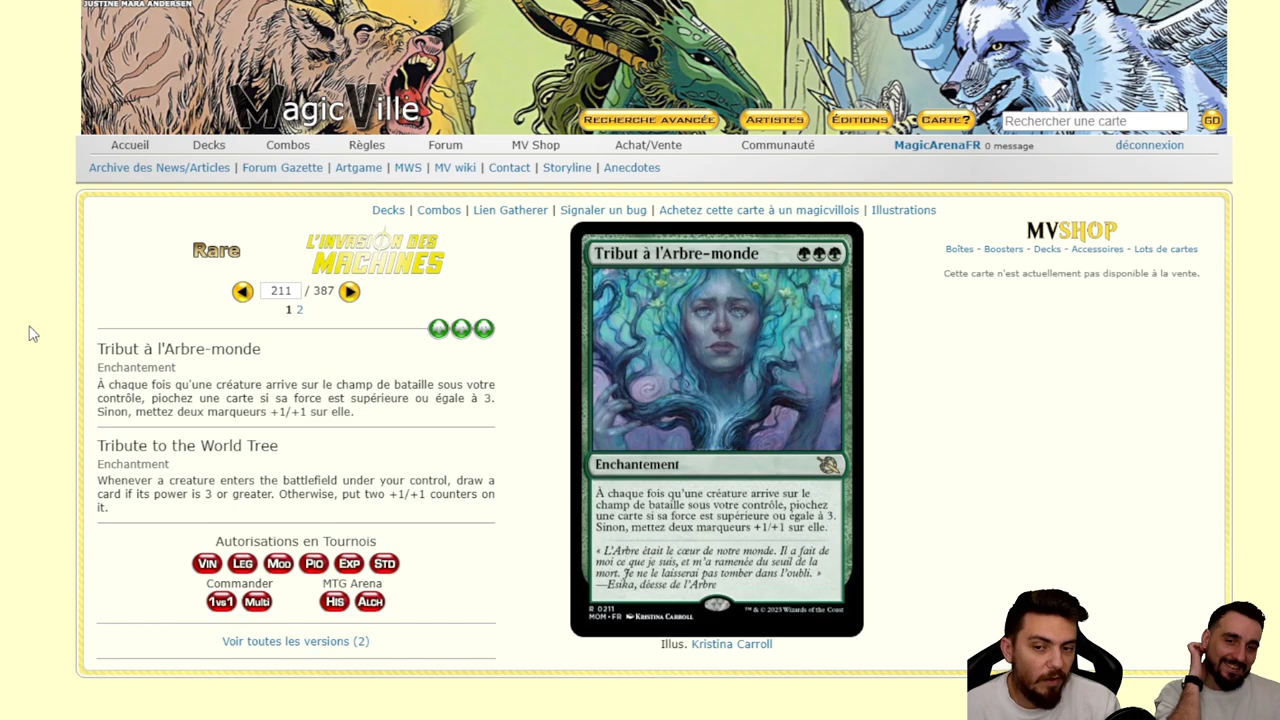 JUSTINE MARA ANDERSEN
MagicVille
RECHERCHE AVANCÉE
ARTISTES
ÉDITIONS
CARTE?
Rechercher une carte
GO
Accueil Decks Combos Règles Forum MV Shop Achat/Vente Communauté MagicArenaFR 0 message déconnexion
Archive des News/Articles | Forum Gazette | Artgame | MWS | MV wiki | Contact | Storyline | Anecdotes
Decks | Combos | Lien Gatherer | Signaler un bug | Achetez cette carte à un magicvillois | Illustrations
Rare
L'INVASION DES
MACHINES
211 / 387
1 2
Tribut à l'Arbre-monde
Enchantement
À chaque fois qu'une créature arrive sur le champ de bataille sous votre
contrôle, piochez une carte si sa force est supérieure ou égale à 3.
Sinon, mettez deux marqueurs +1/+1 sur elle.
Tribute to the World Tree
Enchantment
Whenever a creature enters the battlefield under your control, draw a
card if its power is 3 or greater. Otherwise, put two +1/+1 counters on
it.
Autorisations en Tournois
VIN LEG MOD PIO EXP STD
Commander MTG Arena
1vs1 Multi HIS ALCH
Voir toutes les versions (2)
Tribut à l'Arbre-monde
Enchantement
À chaque fois qu'une créature arrive sur le
champ de bataille sous votre contrôle, piochez
une carte si sa force est supérieure ou égale à 3.
Sinon, mettez deux marqueurs +1/+1 sur elle.
« L'Arbre était le cœur de notre monde. Il a fait de
moi ce que je suis, et m'a ramenée du seuil de la
mort. Je ne le laisserai pas tomber dans l'oubli. »
—Esika, déesse de l'Arbre
R 0211
MOM • FR KRISTINA CARROLL
™ & © 2023 Wizards of the Coast
Illus. Kristina Carroll
MVSHOP
Boîtes - Boosters - Decks - Accessoires - Lots de cartes
Cette carte n'est actuellement pas disponible à la vente.